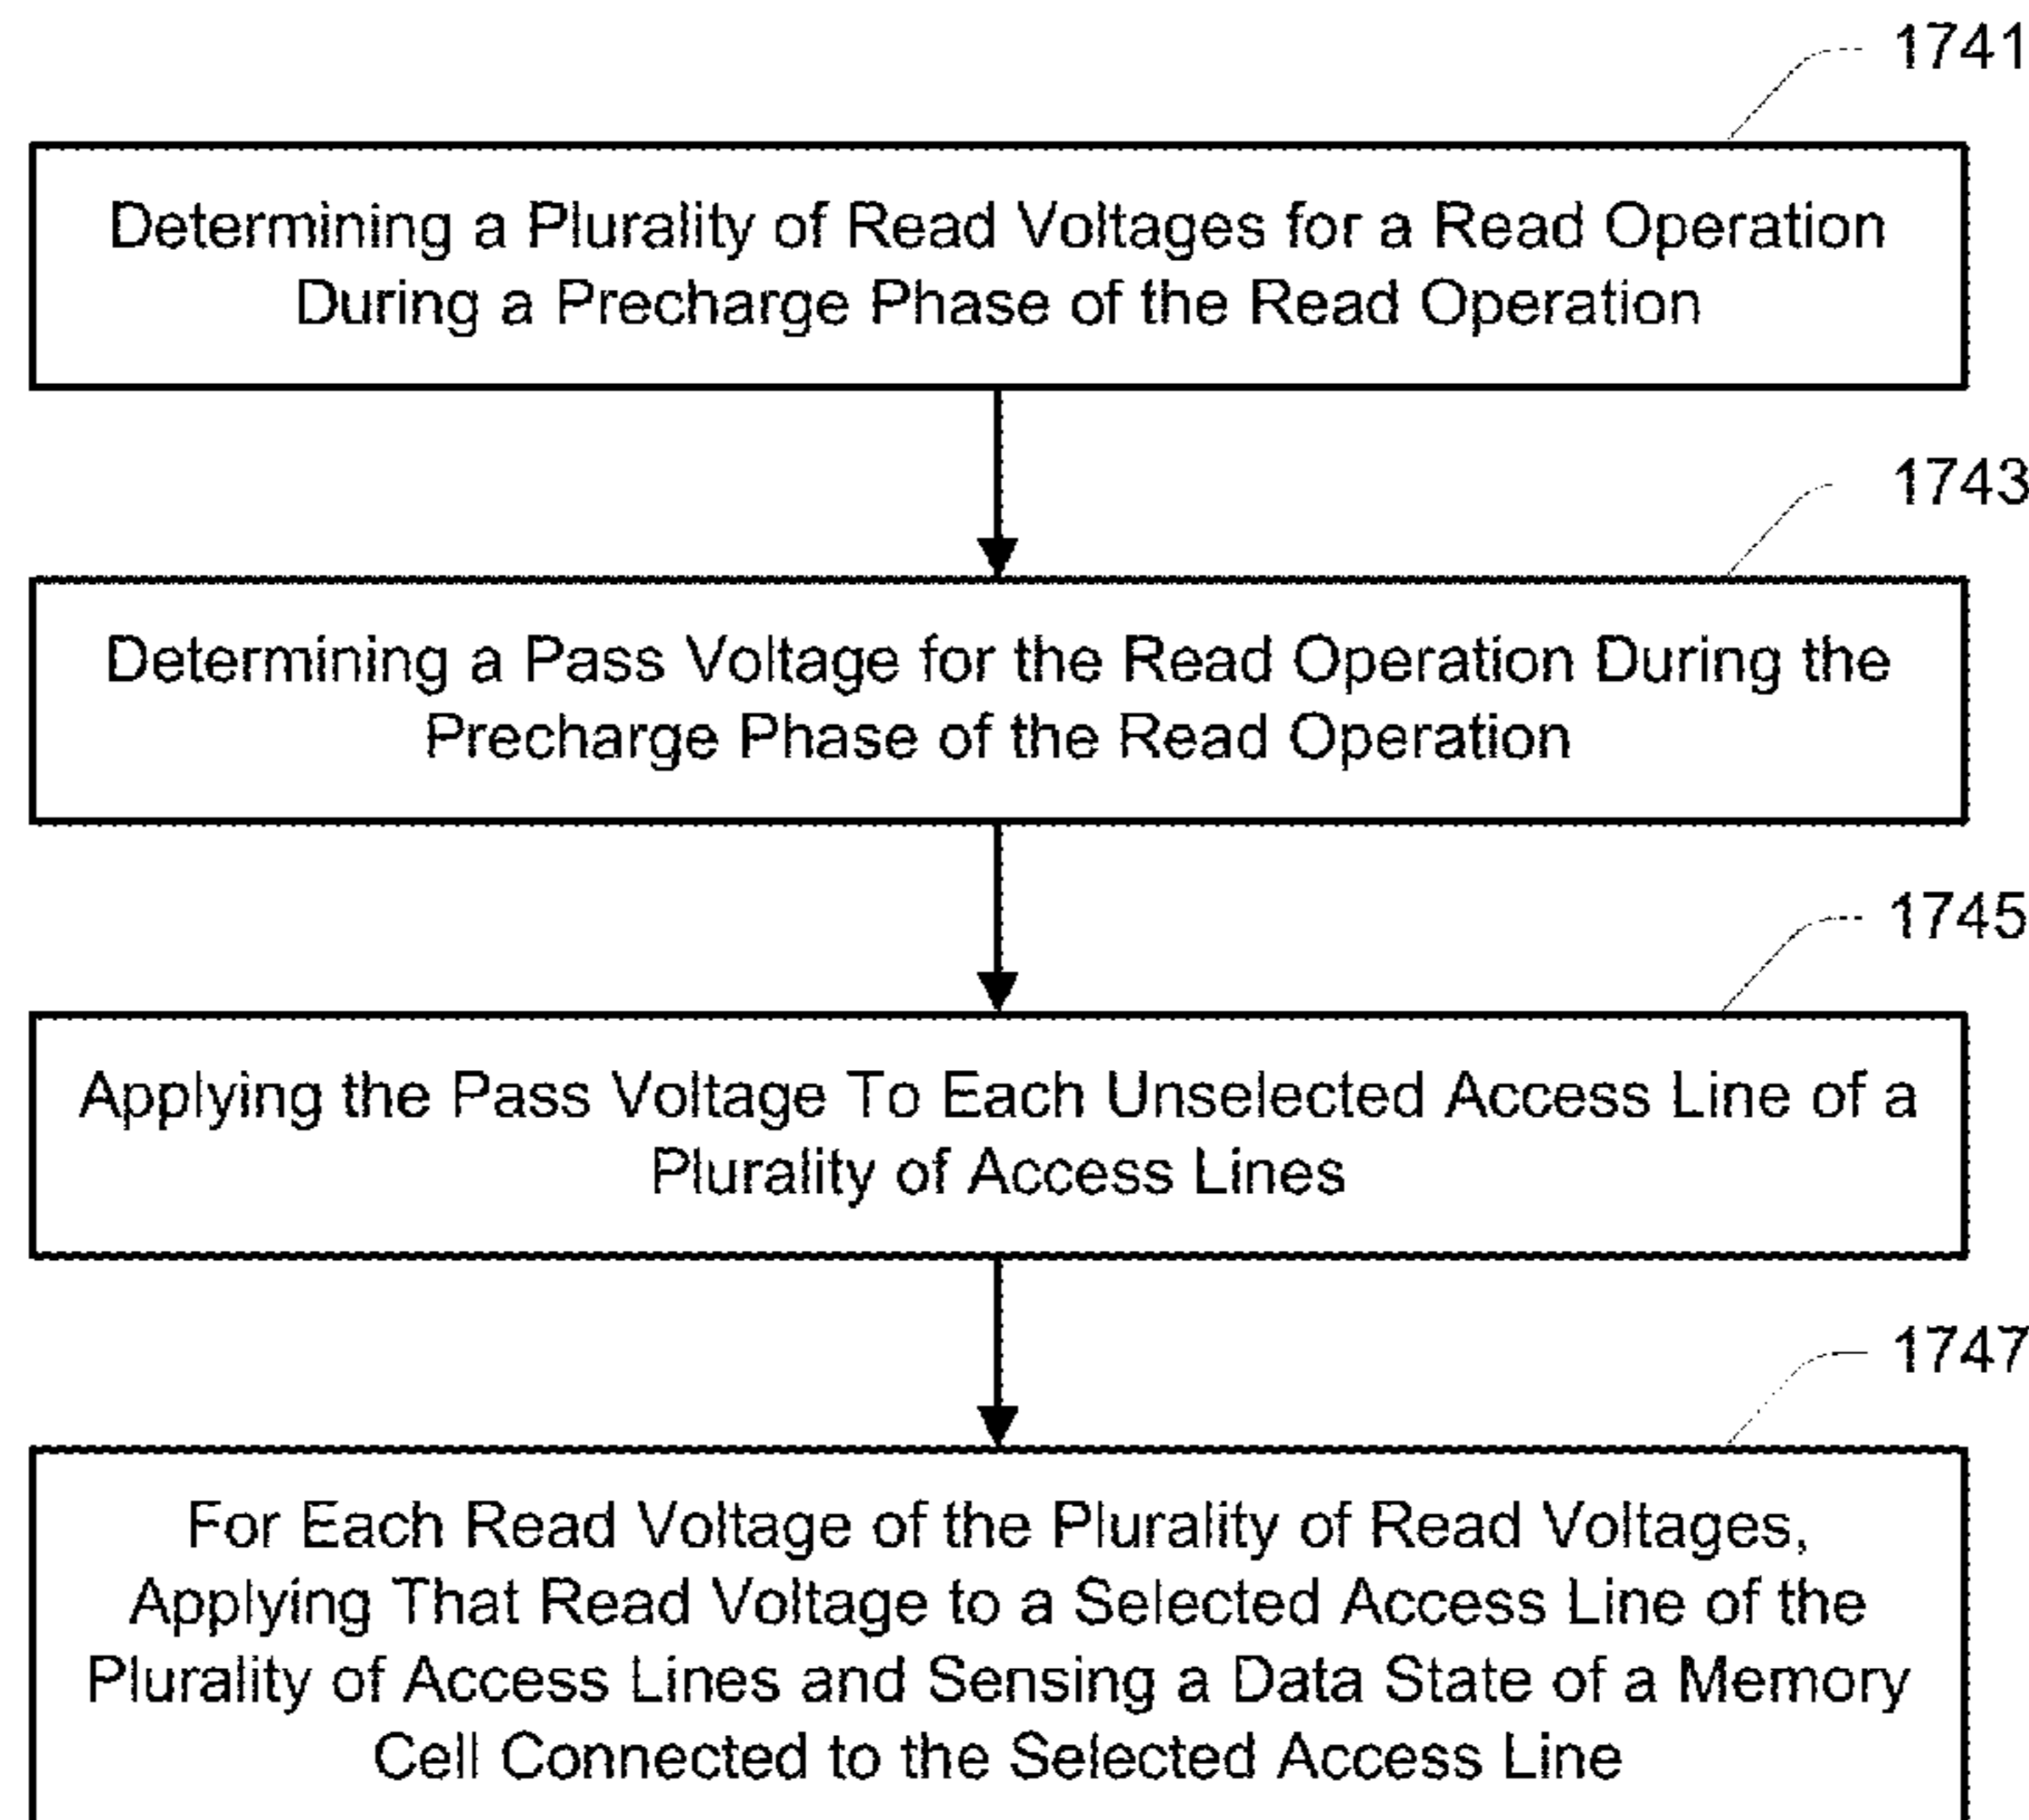 1741
Determining a Plurality of Read Voltages for a Read Operation
During a Precharge Phase of the Read Operation
1743
Determining a Pass Voltage for the Read Operation During the
Precharge Phase of the Read Operation
1745
Applying the Pass Voltage To Each Unselected Access Line of a
Plurality of Access Lines
1747
For Each Read Voltage of the Plurality of Read Voltages,
Applying That Read Voltage to a Selected Access Line of the
Plurality of Access Lines and Sensing a Data State of a Memory
Cell Connected to the Selected Access Line